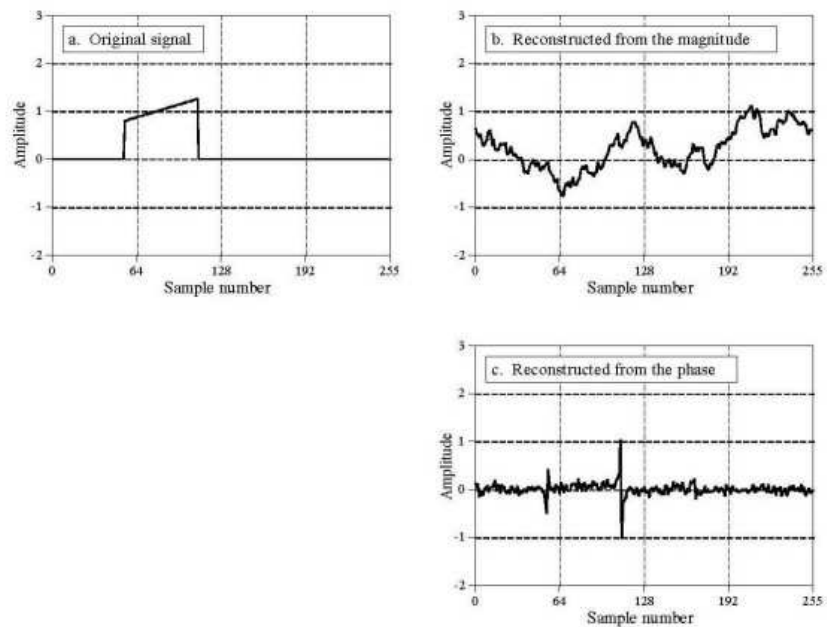 a. Original signal
3
2
1
0
-1
-2
Amplitude
0 64 128 192 255
Sample number
b. Reconstructed from the magnitude
3
2
1
0
-1
-2
Amplitude
0 64 128 192 255
Sample number
c. Reconstructed from the phase
3
2
1
0
-1
-2
Amplitude
0 64 128 192 255
Sample number